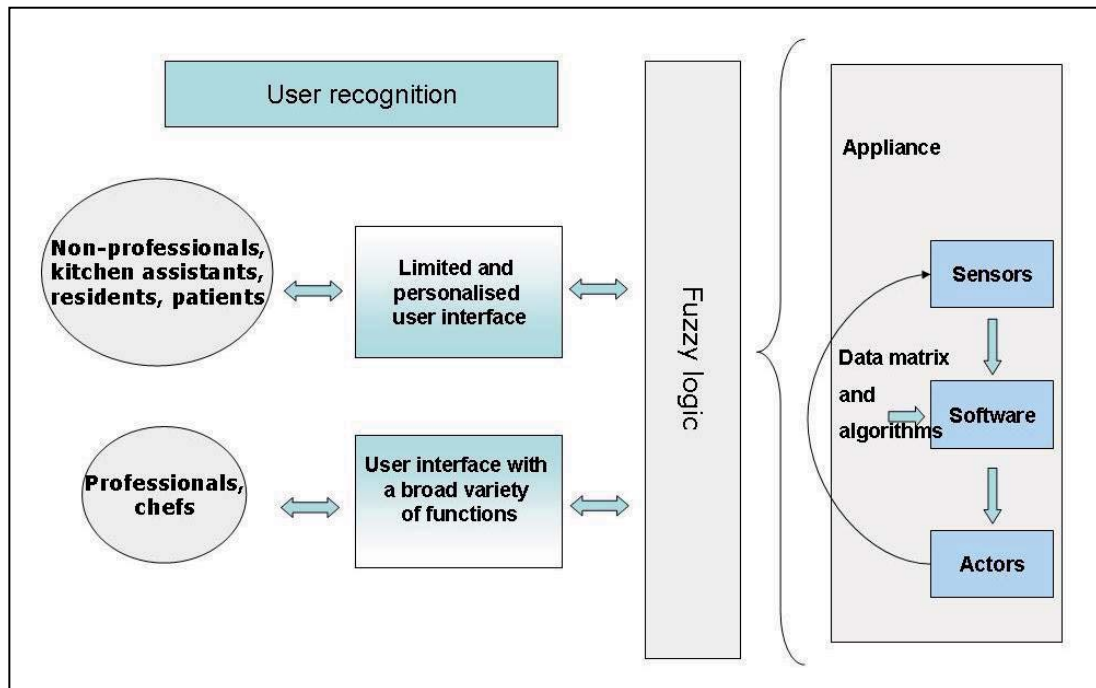 User recognition
Non-professionals,
kitchen assistants,
residents, patients
Limited and
personalised
user interface
Professionals,
chefs
User interface with
a broad variety
of functions
Fuzzy logic
Appliance
Sensors
Data matrix
and
algorithms
Software
Actors